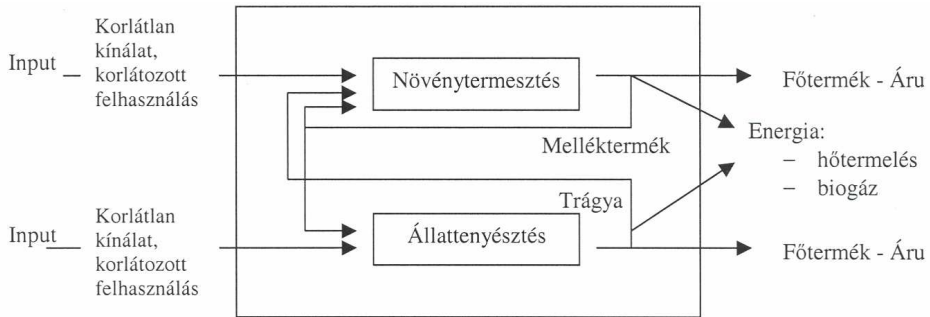 Input
Korlátlan
kínálat,
korlátozott
felhasználás
Növénytermesztés
Főtermék - Áru
Melléktermék
Energia:
– hőtermelés
– biogáz
Trágya
Input
Korlátlan
kínálat,
korlátozott
felhasználás
Állattenyésztés
Főtermék - Áru